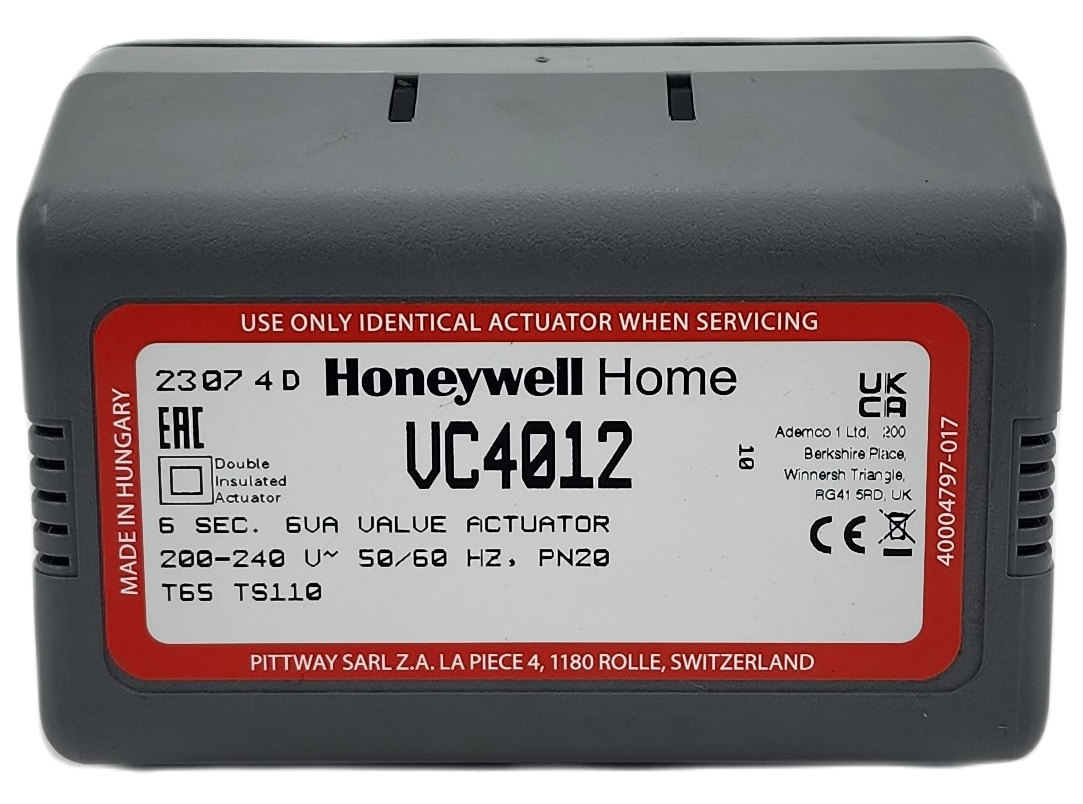 USE ONLY IDENTICAL ACTUATOR WHEN SERVICING
MADE IN HUNGARY
23074D Honeywell Home
UK
CA
EAC
VC4012
10
Double
Insulated
Actuator
Ademco 1 Ltd, 200
Berkshire Place,
Winnersh Triangle,
RG41 5RD, UK
CE
6 SEC. 6VA VALVE ACTUATOR
200-240 V~ 50/60 HZ, PN20
T65 TS110
40004797-017
PITTWAY SARL Z.A. LA PIECE 4, 1180 ROLLE, SWITZERLAND